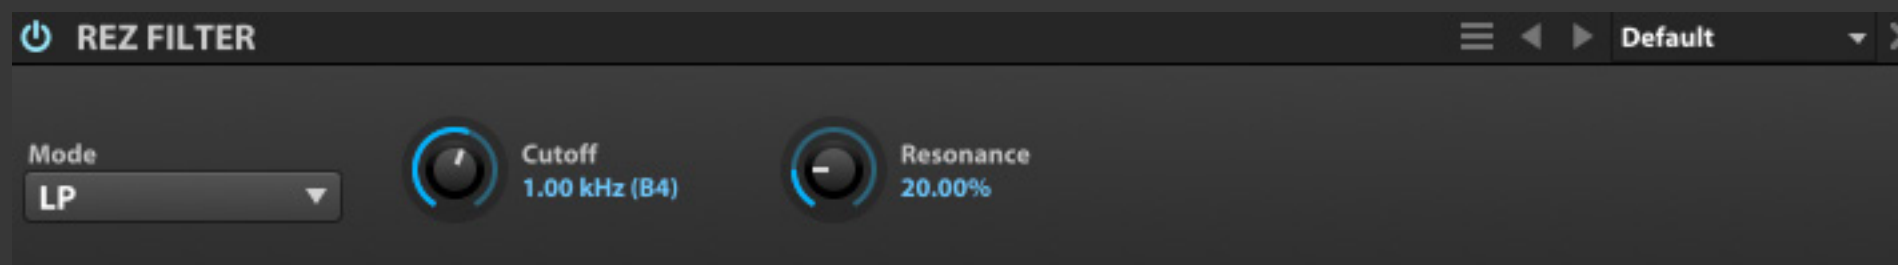 REZ FILTER
Default
Mode
LP
Cutoff
1.00 kHz (B4)
Resonance
20.00%